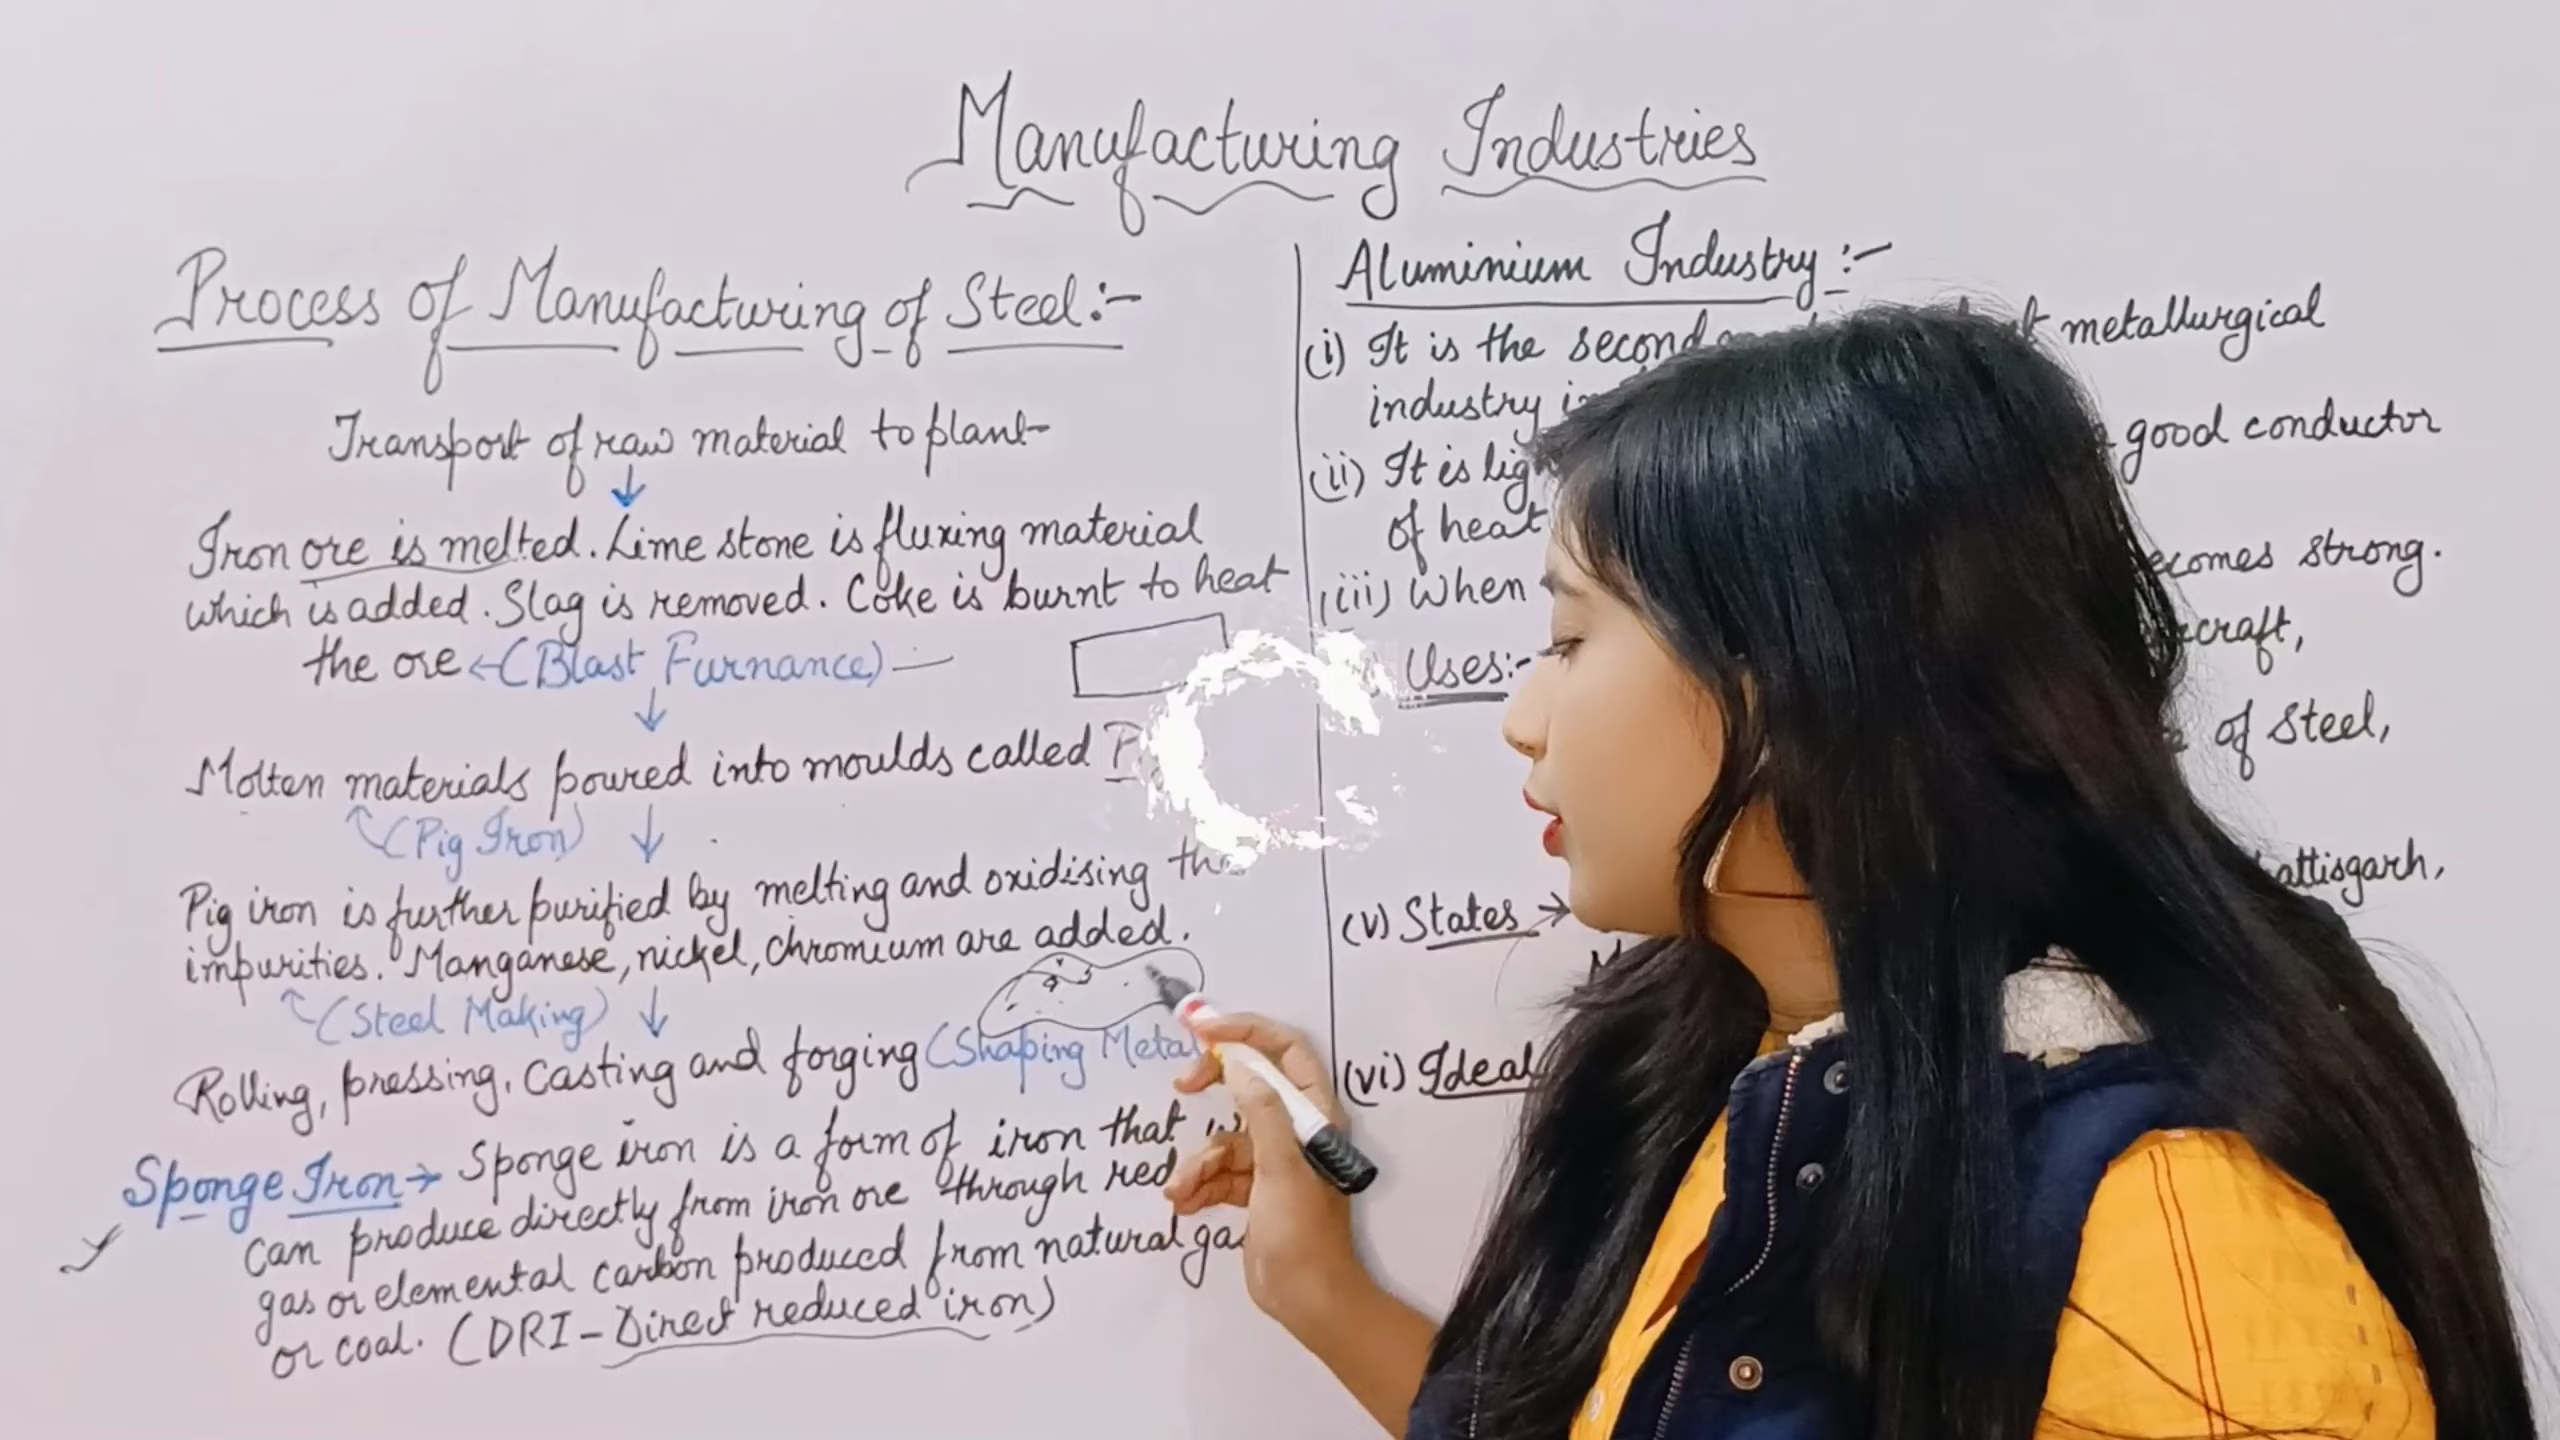 Manufacturing Industries
Process of Manufacturing of Steel:-
Transport of raw material to plant
Iron ore is melted. Lime stone is fluxing material
which is added. Slag is removed. Coke is burnt to heat
the ore (Blast Furnance)
Molten materials poured into moulds called
(Pig Iron)
Pig iron is further purified by melting and oxidising the
impurities. Manganese, nickel, chromium are added.
(Steel Making)
Rolling, pressing, casting and forging (Shaping Metal
Sponge Iron → Sponge iron is a form of iron that
can produce directly from iron ore through
gas or elemental carbon produced from natural
or coal. (DRI - Direct reduced iron)
Aluminium Industry :-
(i) It is the second metallurgical
industry
(ii) It is good conductor
of heat
(iii) When strong.
Uses:-
of steel,
(v) States →
(vi) Ideal